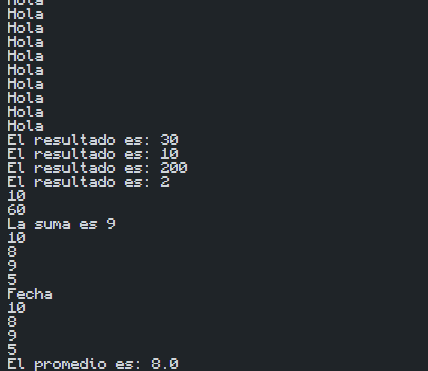 Hola
Hola
Hola
Hola
Hola
Hola
Hola
Hola
Hola
Hola
El resultado es: 30
El resultado es: 10
El resultado es: 200
El resultado es: 2
10
60
La suma es 9
10
8
9
5
Fecha
10
8
9
5
El promedio es: 8.0